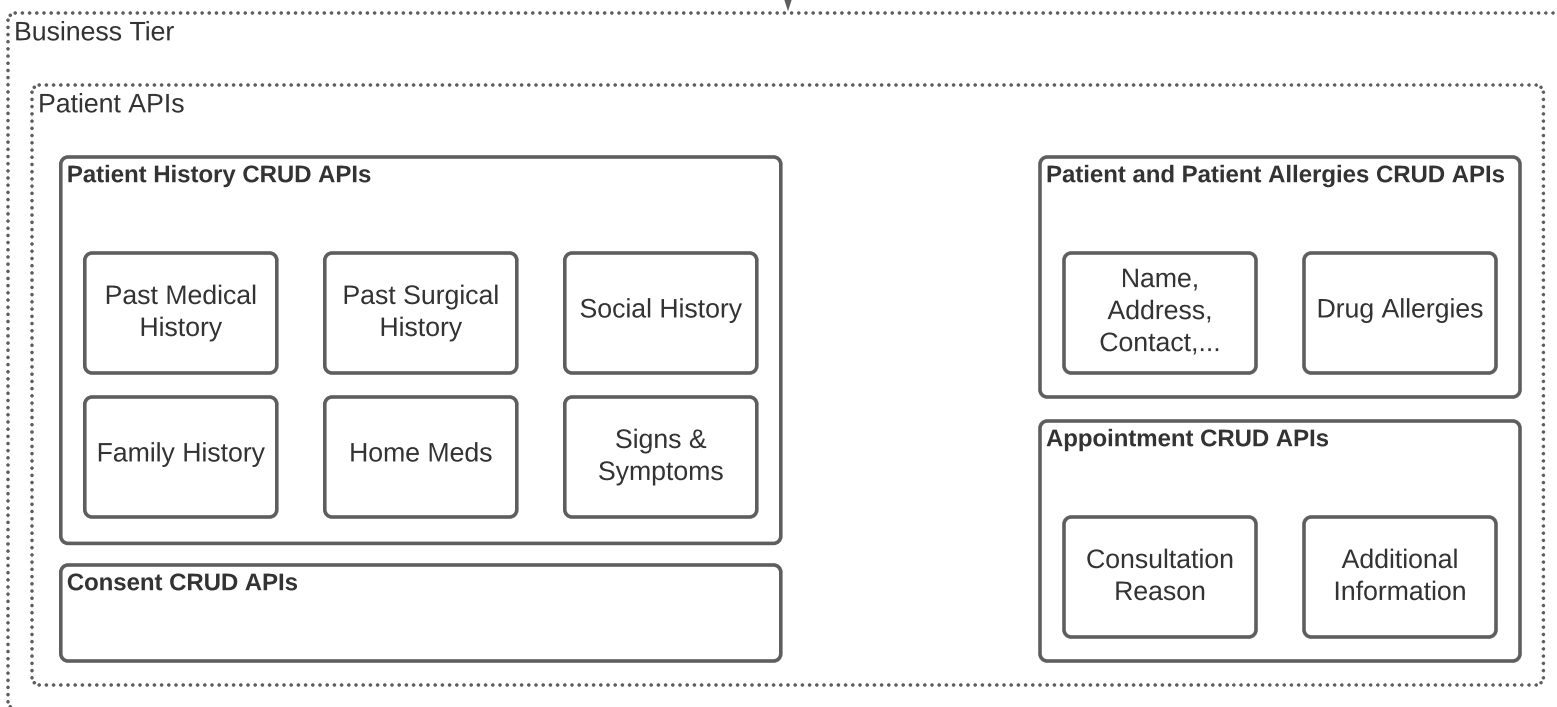 Business Tier
Patient APIs
Patient History CRUD APIs
Past Medical
History
Past Surgical
History
Social History
Family History
Home Meds
Signs &
Symptoms
Consent CRUD APIs
Patient and Patient Allergies CRUD APIs
Name,
Address,
Contact,...
Drug Allergies
Appointment CRUD APIs
Consultation
Reason
Additional
Information